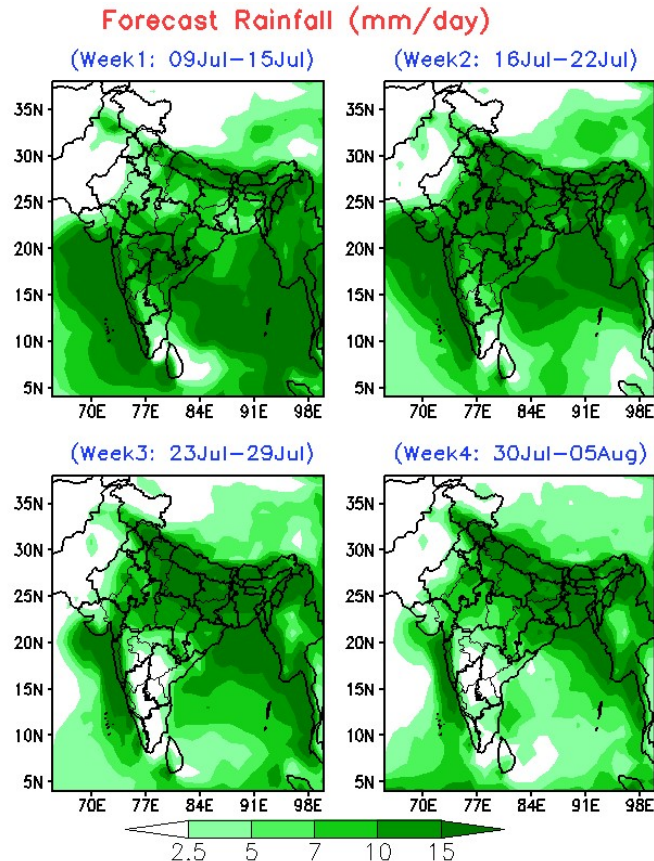 Forecast Rainfall (mm/day)
(Week1: 09Jul-15Jul)
(Week2: 16Jul-22Jul)
35N
30N
25N
20N
15N
10N
5N
70E 77E 84E 91E 98E
35N
30N
25N
20N
15N
10N
5N
70E 77E 84E 91E 98E
(Week3: 23Jul-29Jul)
(Week4: 30Jul-05Aug)
35N
30N
25N
20N
15N
10N
5N
70E 77E 84E 91E 98E
35N
30N
25N
20N
15N
10N
5N
70E 77E 84E 91E 98E
2.5 5 7 10 15